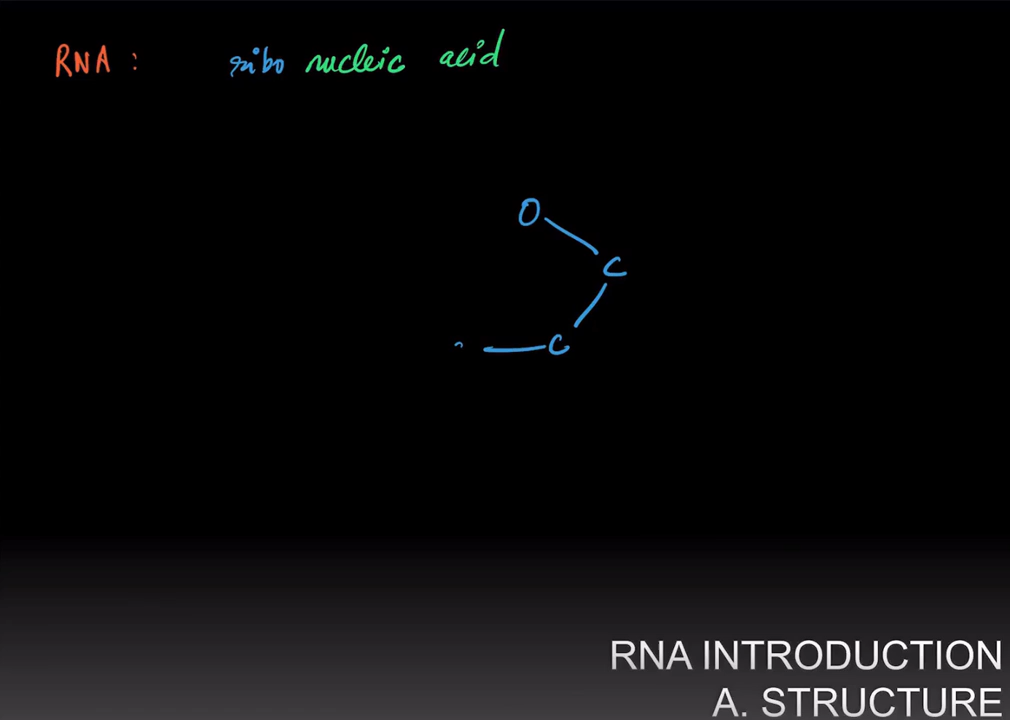 RNA : ribo nucleic acid
O
C
C
RNA INTRODUCTION
A. STRUCTURE